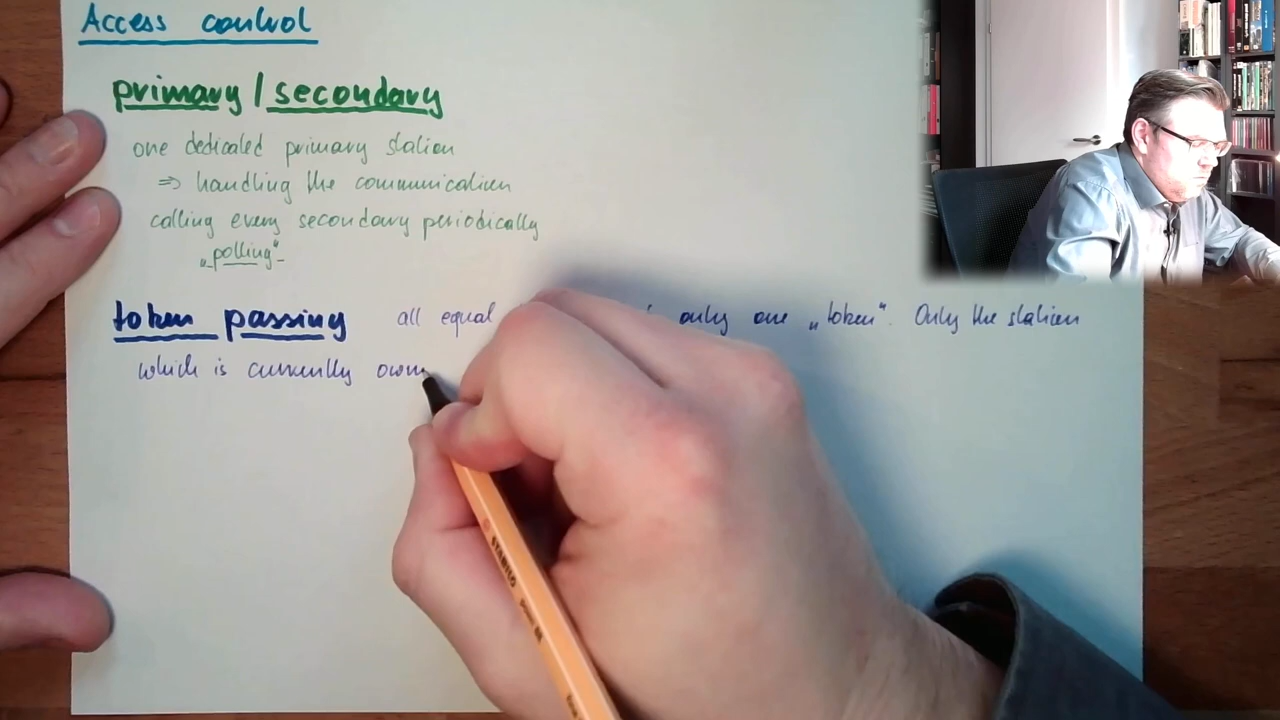 Access control
primary / secondary
one dedicated primary station
⇒ handling the communication
calling every secondary periodically
„polling“
token passing all equal only one „token“. Only the station
which is currently own
STABILO